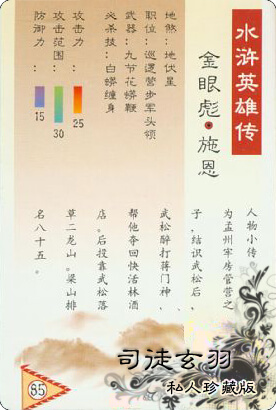 水浒英雄传
金眼彪•施恩
地煞：地伏星
职位：巡逻营步军头领
武器：九节花蟒鞭
必杀技：白蟒缠身
攻击力：25
攻击范围：30
防御力：15
人物小传。
为孟州牢房管营之
子，结识武松后、
武松醉打蒋门神、
帮他夺回快活林酒
店。后投靠武松落
草二龙山。梁山排
名八十五。
85
司徒玄羽
私人珍藏版